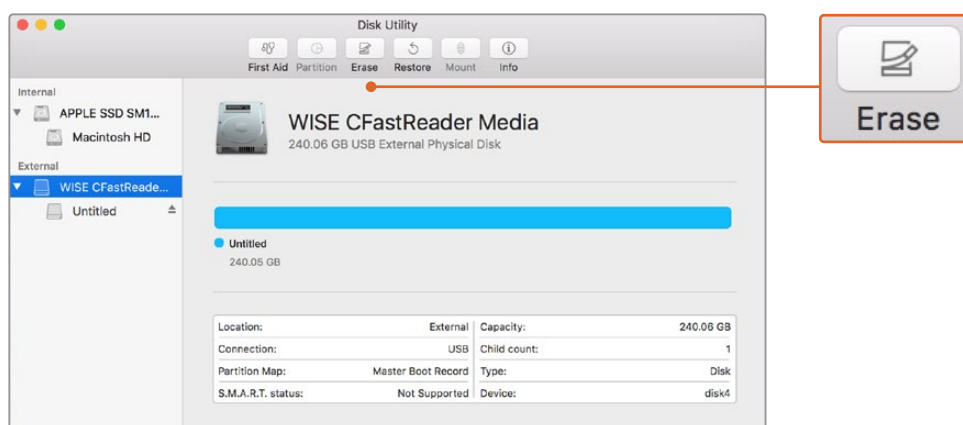 Disk Utility
First Aid Partition Erase Restore Mount Info
Erase
Internal
APPLE SSD SM1...
Macintosh HD
External
WISE CFastReade...
Untitled
WISE CFastReader Media
240.06 GB USB External Physical Disk
Untitled
240.05 GB
Location: External Capacity: 240.06 GB
Connection: USB Child count: 1
Partition Map: Master Boot Record Type: Disk
S.M.A.R.T. status: Not Supported Device: disk4